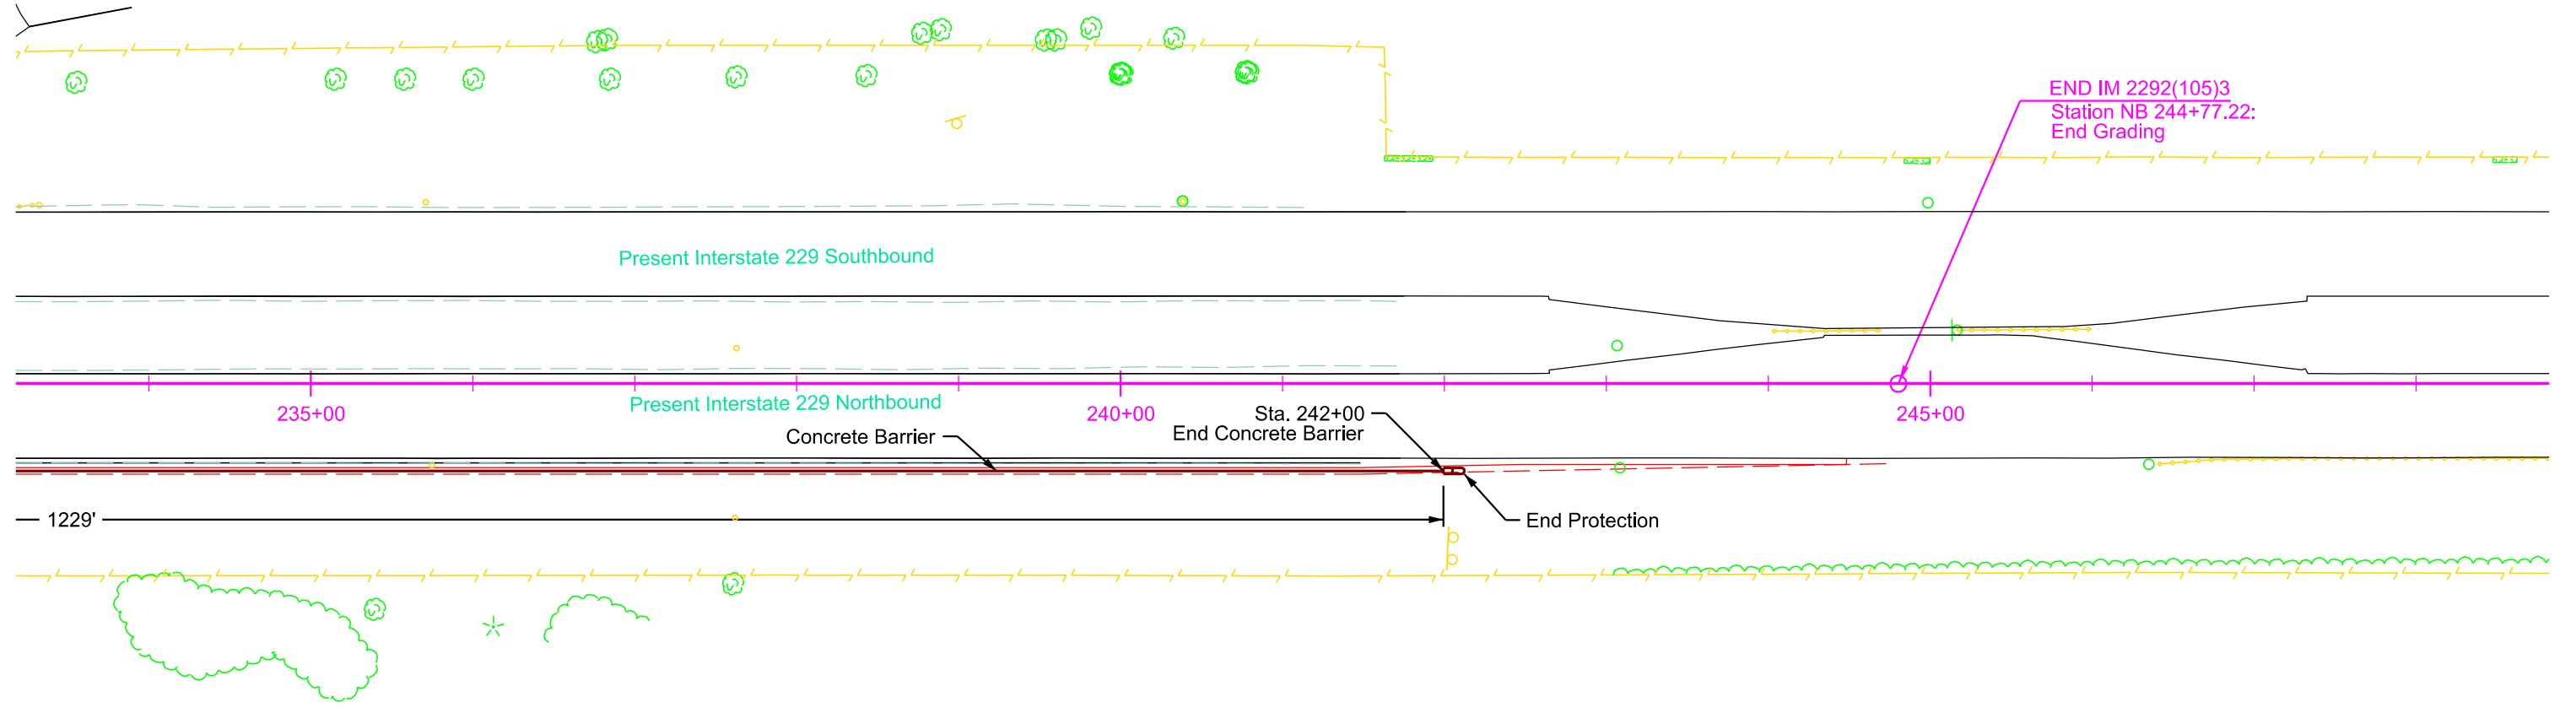 END IM 2292(105)3
Station NB 244+77.22:
End Grading
Present Interstate 229 Southbound
Present Interstate 229 Northbound
235+00
240+00
245+00
Sta. 242+00
End Concrete Barrier
Concrete Barrier
1229'
End Protection